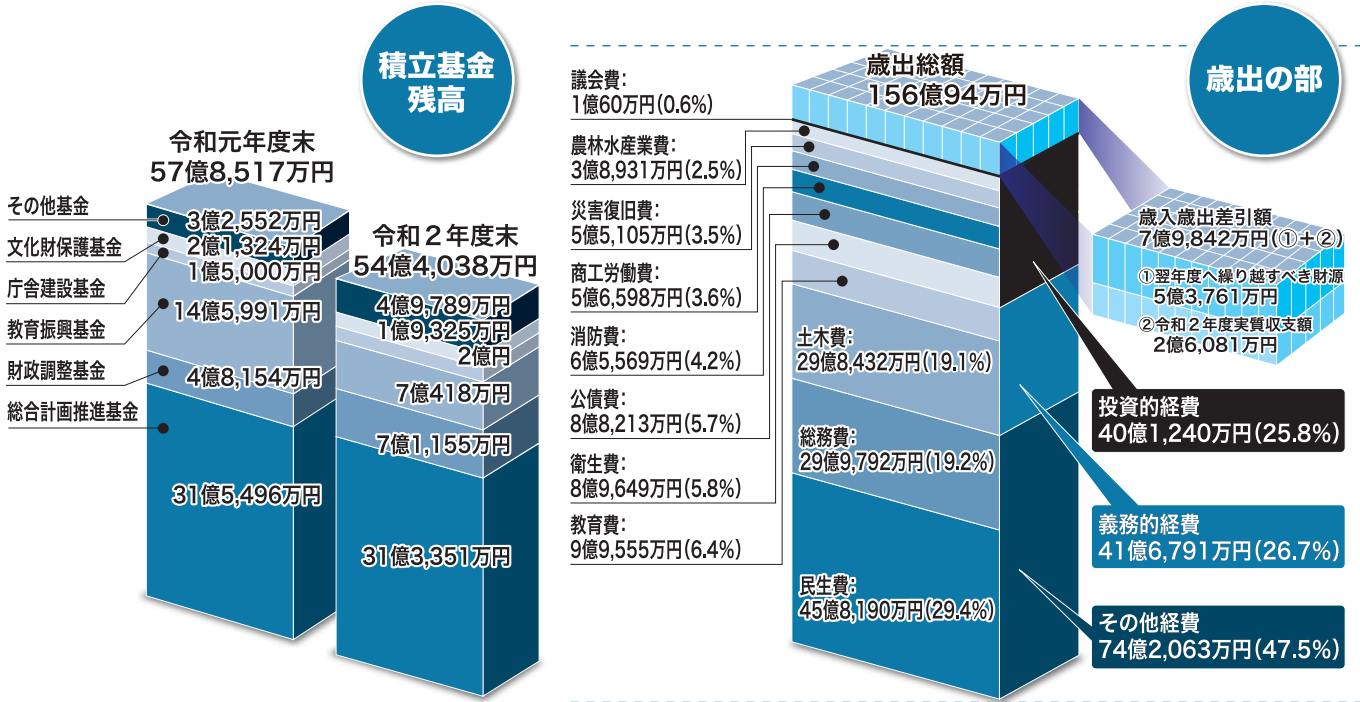 積立基金
残高
令和元年度末
57億8,517万円
その他基金
文化財保護基金
庁舎建設基金
教育振興基金
財政調整基金
総合計画推進基金
3億2,552万円
2億1,324万円
1億5,000万円
14億5,991万円
4億8,154万円
31億5,496万円
令和2年度末
54億4,038万円
4億9,789万円
1億9,325万円
2億円
7億418万円
7億1,155万円
31億3,351万円
歳出の部
歳出総額
156億94万円
議会費:
1億60万円(0.6%)
農林水産業費:
3億8,931万円(2.5%)
災害復旧費:
5億5,105万円(3.5%)
商工労働費:
5億6,598万円(3.6%)
消防費:
6億5,569万円(4.2%)
公債費:
8億8,213万円(5.7%)
衛生費:
8億9,649万円(5.8%)
教育費:
9億9,555万円(6.4%)
土木費:
29億8,432万円(19.1%)
総務費:
29億9,792万円(19.2%)
民生費:
45億8,190万円(29.4%)
歳入歳出差引額
7億9,842万円(①+②)
①翌年度へ繰り越すべき財源
5億3,761万円
②令和2年度実質収支額
2億6,081万円
投資的経費
40億1,240万円(25.8%)
義務的経費
41億6,791万円(26.7%)
その他経費
74億2,063万円(47.5%)